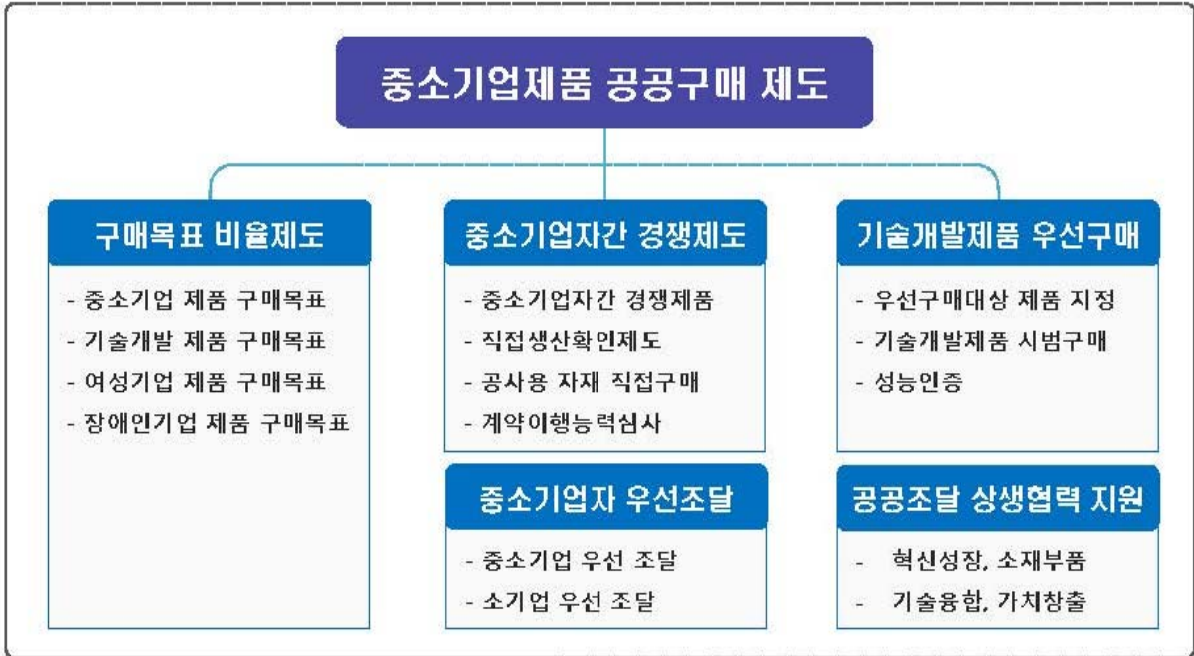 중소기업제품 공공구매 제도
구매목표 비율제도
- 중소기업 제품 구매목표
- 기술개발 제품 구매목표
- 여성기업 제품 구매목표
- 장애인기업 제품 구매목표
중소기업자간 경쟁제도
- 중소기업자간 경쟁제품
- 직접생산확인제도
- 공사용 자재 직접구매
- 계약이행능력심사
중소기업자 우선조달
- 중소기업 우선 조달
- 소기업 우선 조달
기술개발제품 우선구매
- 우선구매대상 제품 지정
- 기술개발제품 시범구매
- 성능인증
공공조달 상생협력 지원
- 혁신성장, 소재부품
- 기술융합, 가치창출